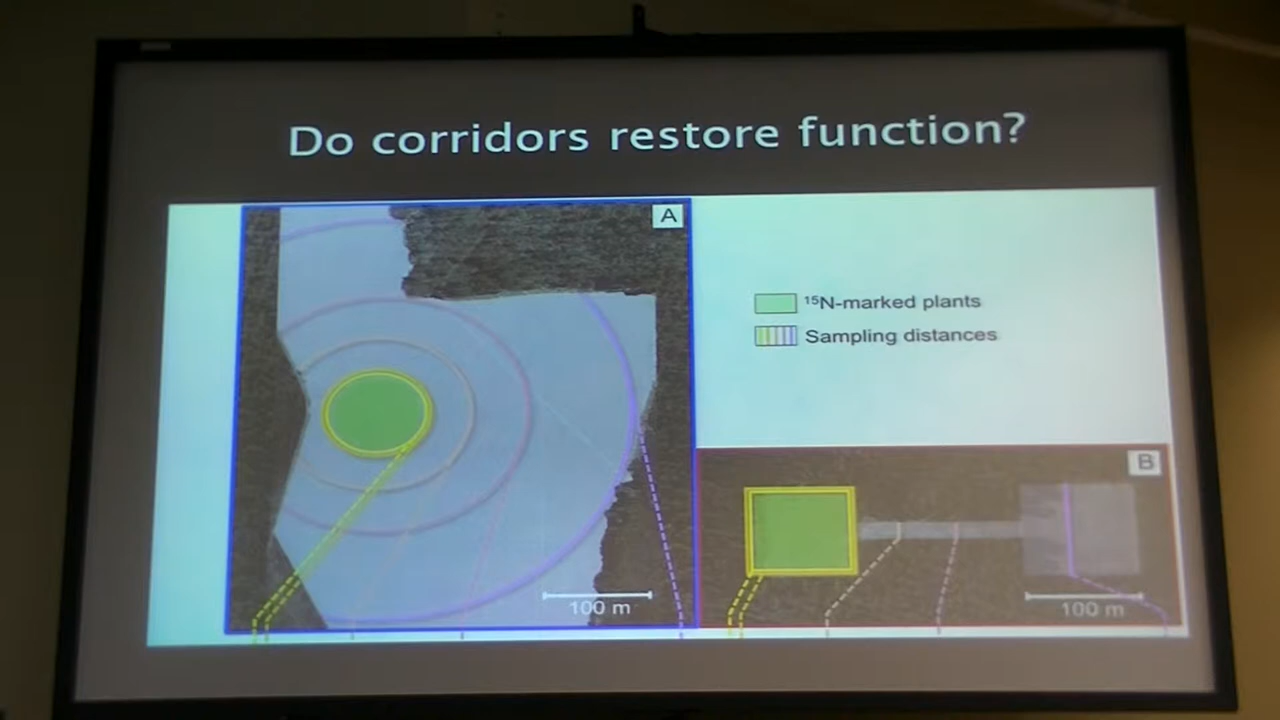 Do corridors restore function?
A
¹⁵N-marked plants
Sampling distances
B
100 m
100 m